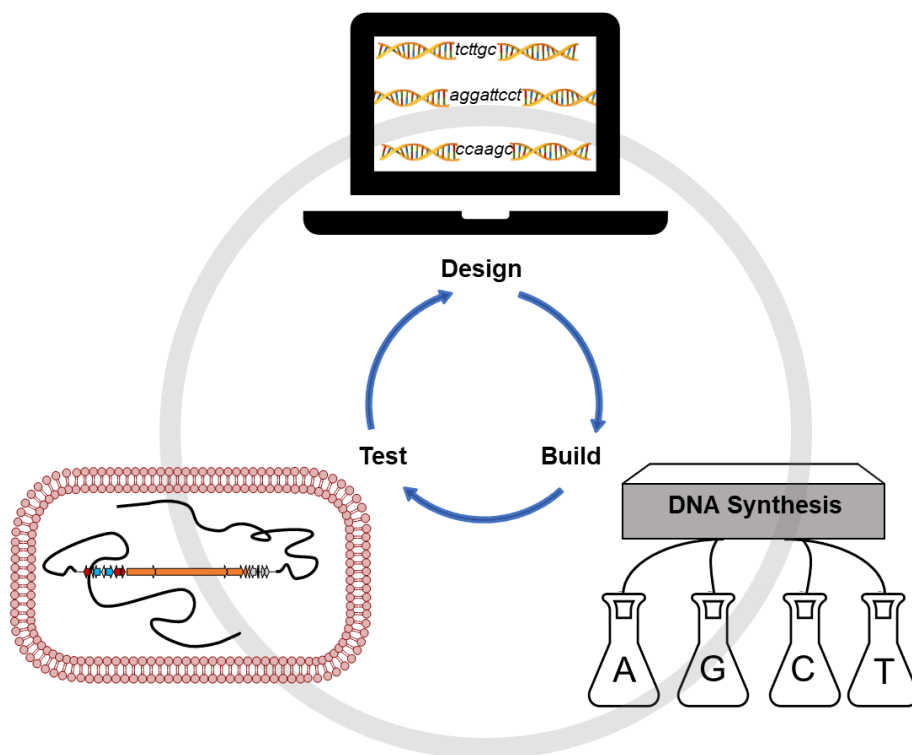 tcttgc
aggattcct
ccaagc
Design
Test
Build
DNA Synthesis
A
G
C
T